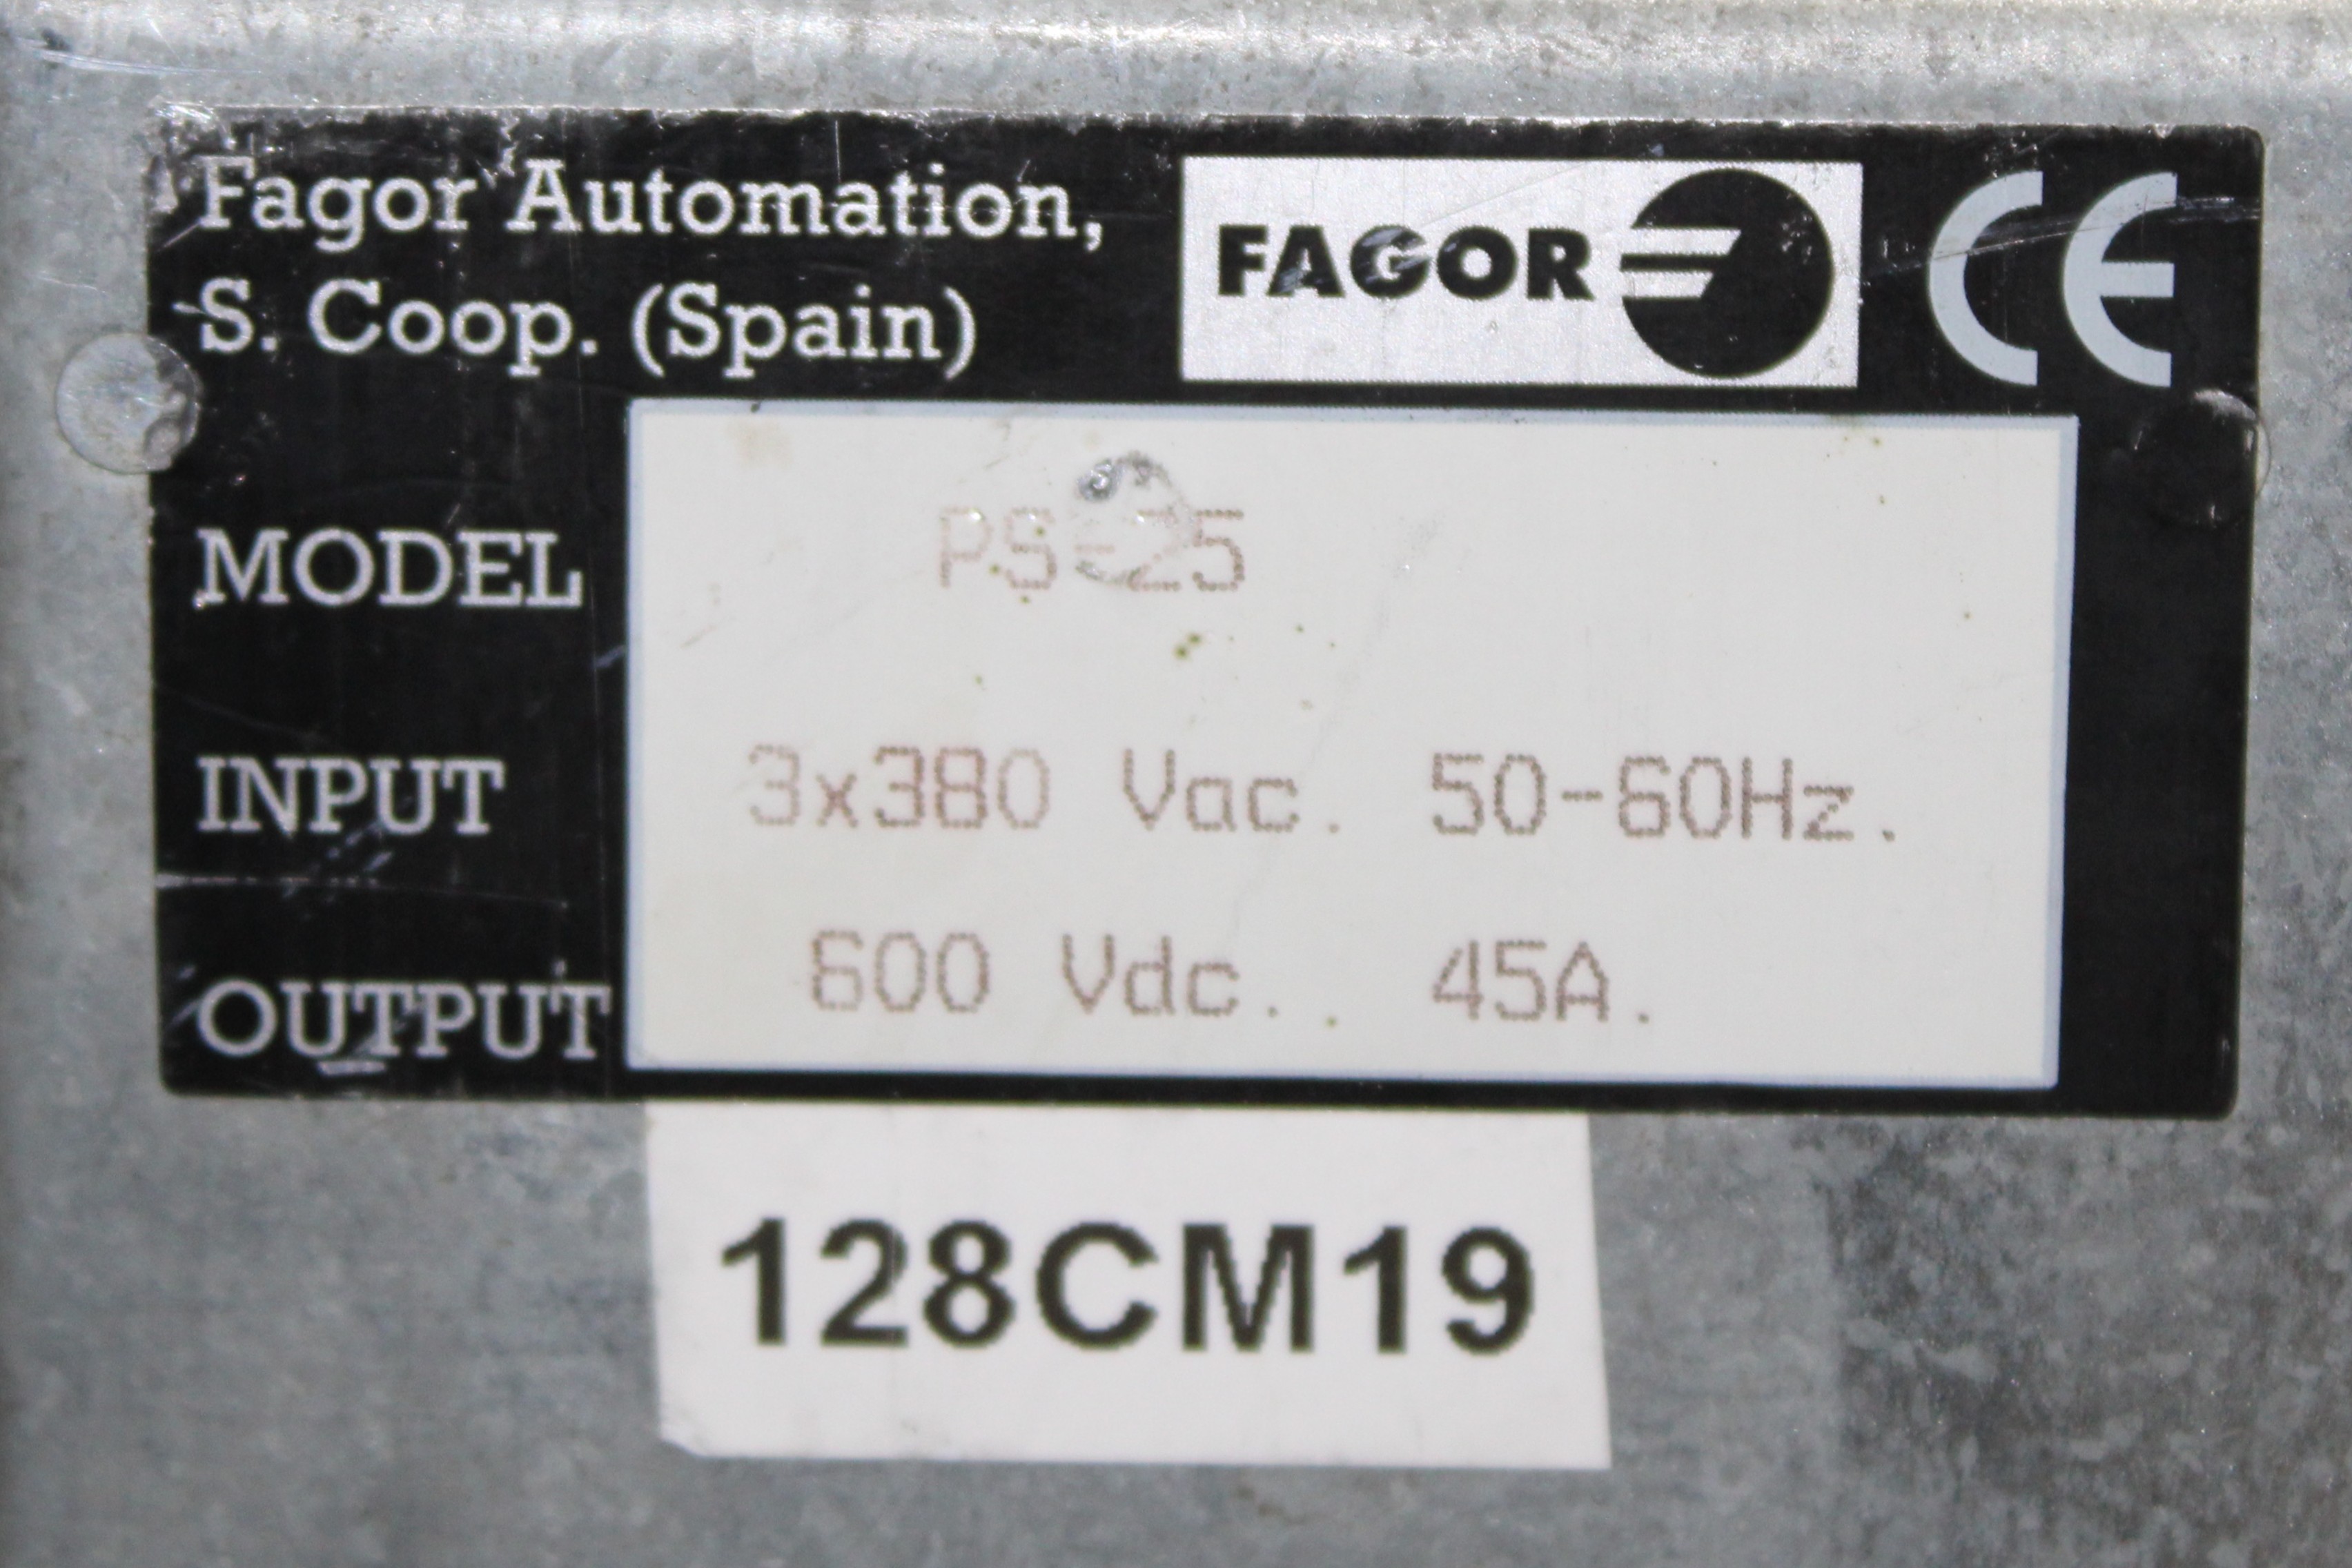 Fagor Automation,
S. Coop. (Spain)
FAGOR
CE
MODEL PS-25
INPUT 3x380 Vac. 50-60Hz.
OUTPUT 600 Vdc. 45A.
128CM19